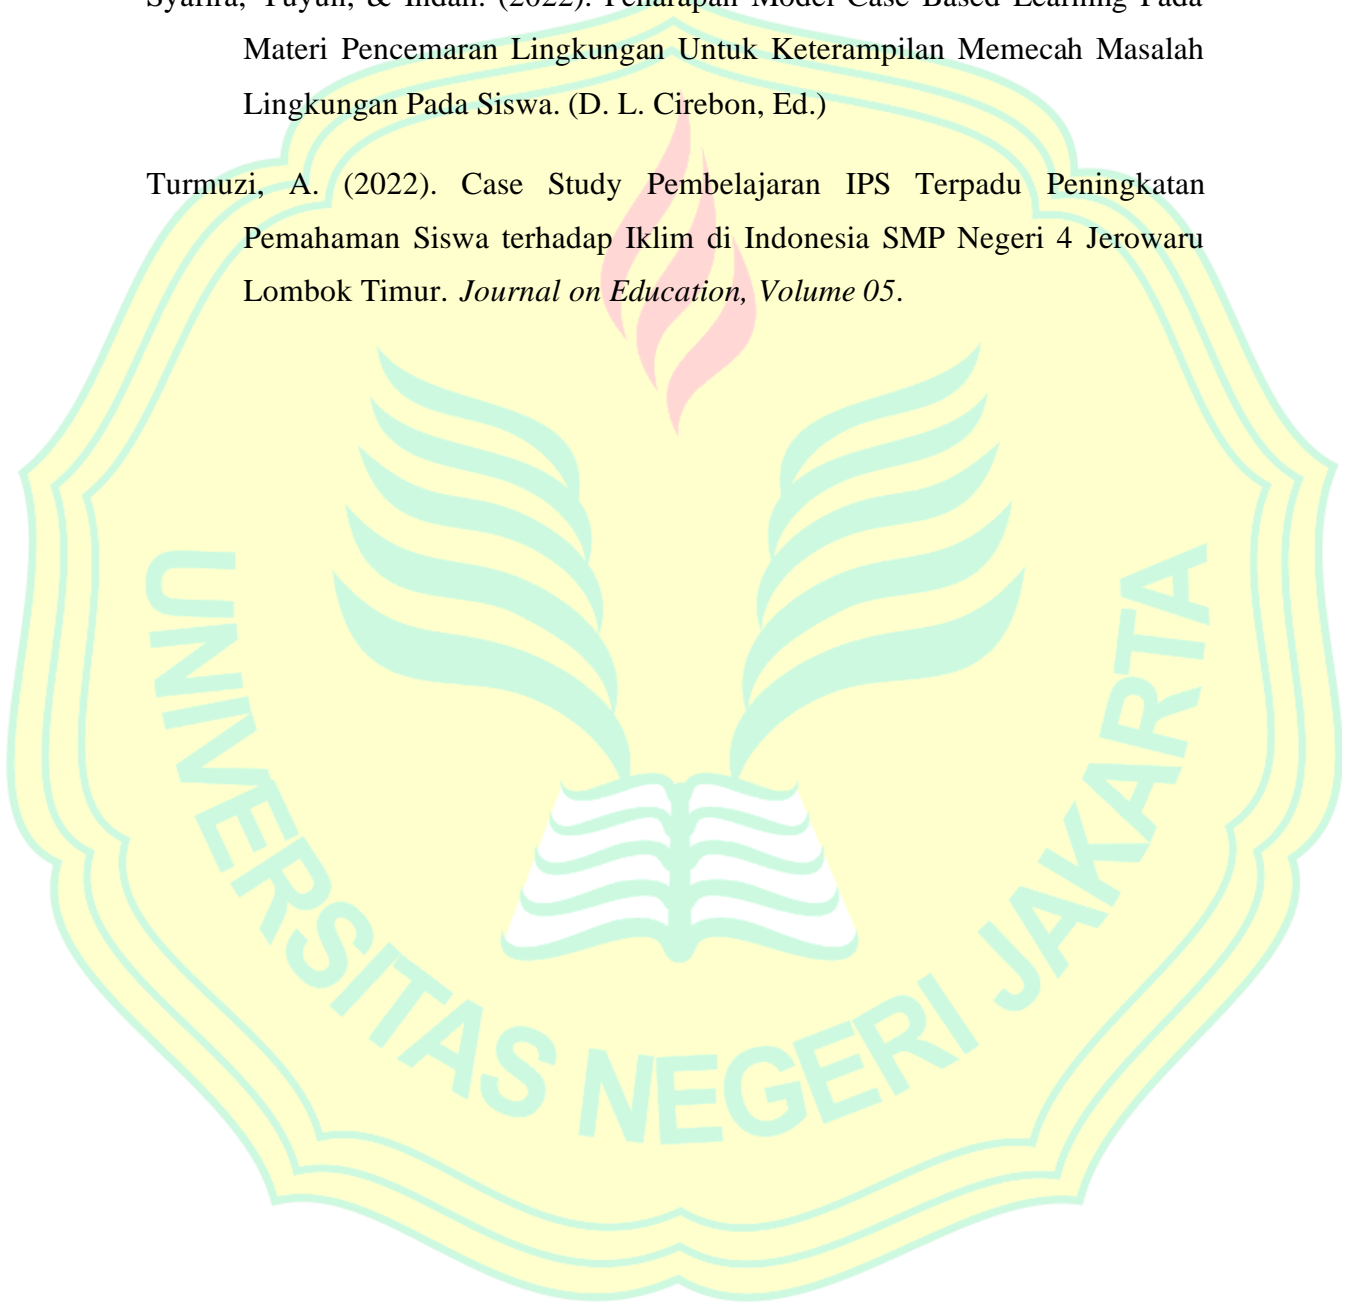 & Indah. (2022). Penarapan Model Case Based Learning Pada
Materi Pencemaran Lingkungan Untuk Keterampilan Memecah Masalah
Lingkungan Pada Siswa. (D. L. Cirebon, Ed.)
Turmuzi, A. (2022). Case Study Pembelajaran IPS Terpadu Peningkatan
Pemahaman Siswa terhadap Iklim di Indonesia SMP Negeri 4 Jerowaru
Lombok Timur. Journal on Education, Volume 05.
UNIVERSITAS NEGERI JAKARTA